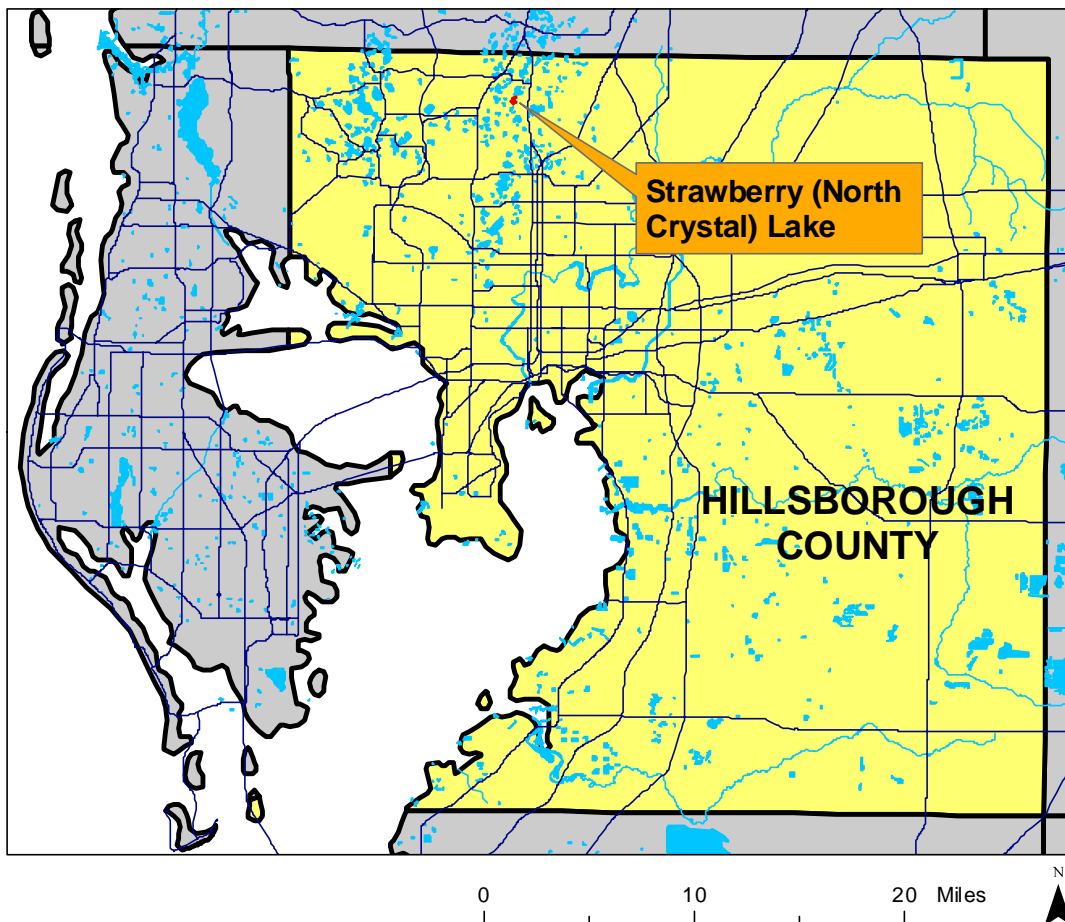 Strawberry (North
Crystal) Lake
HILLSBOROUGH
COUNTY
N
0 10 20 Miles